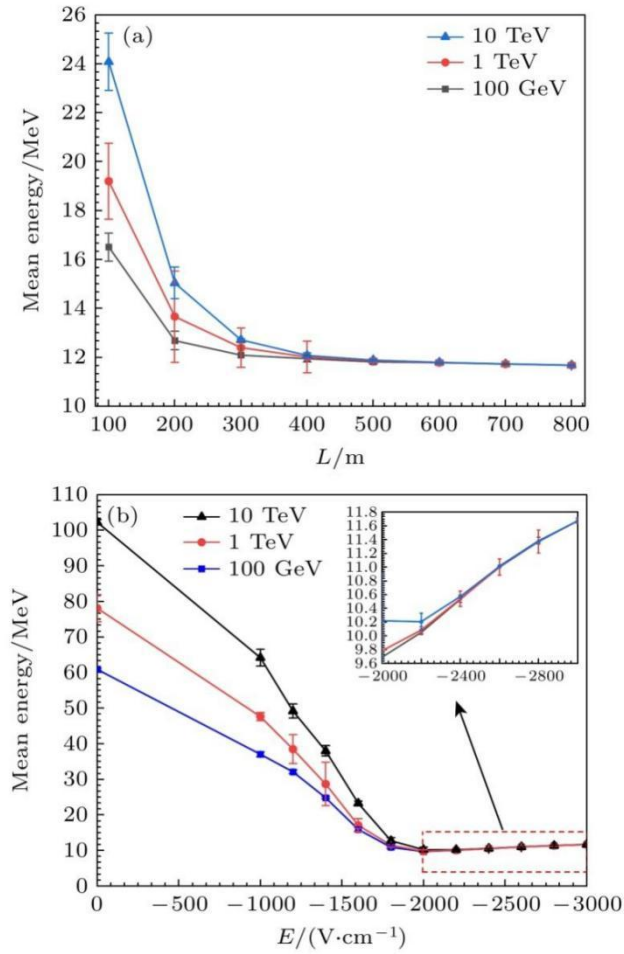 (a)
10 TeV
1 TeV
100 GeV
26
24
22
20
18
16
14
12
10
Mean energy/MeV
100 200 300 400 500 600 700 800
L/m
(b)
10 TeV
1 TeV
100 GeV
110
100
90
80
70
60
50
40
30
20
10
0
Mean energy/MeV
11.8
11.6
11.4
11.2
11.0
10.8
10.6
10.4
10.2
10.0
9.8
9.6
−2000 −2400 −2800
0 −500 −1000 −1500 −2000 −2500 −3000
E/(V·cm⁻¹)